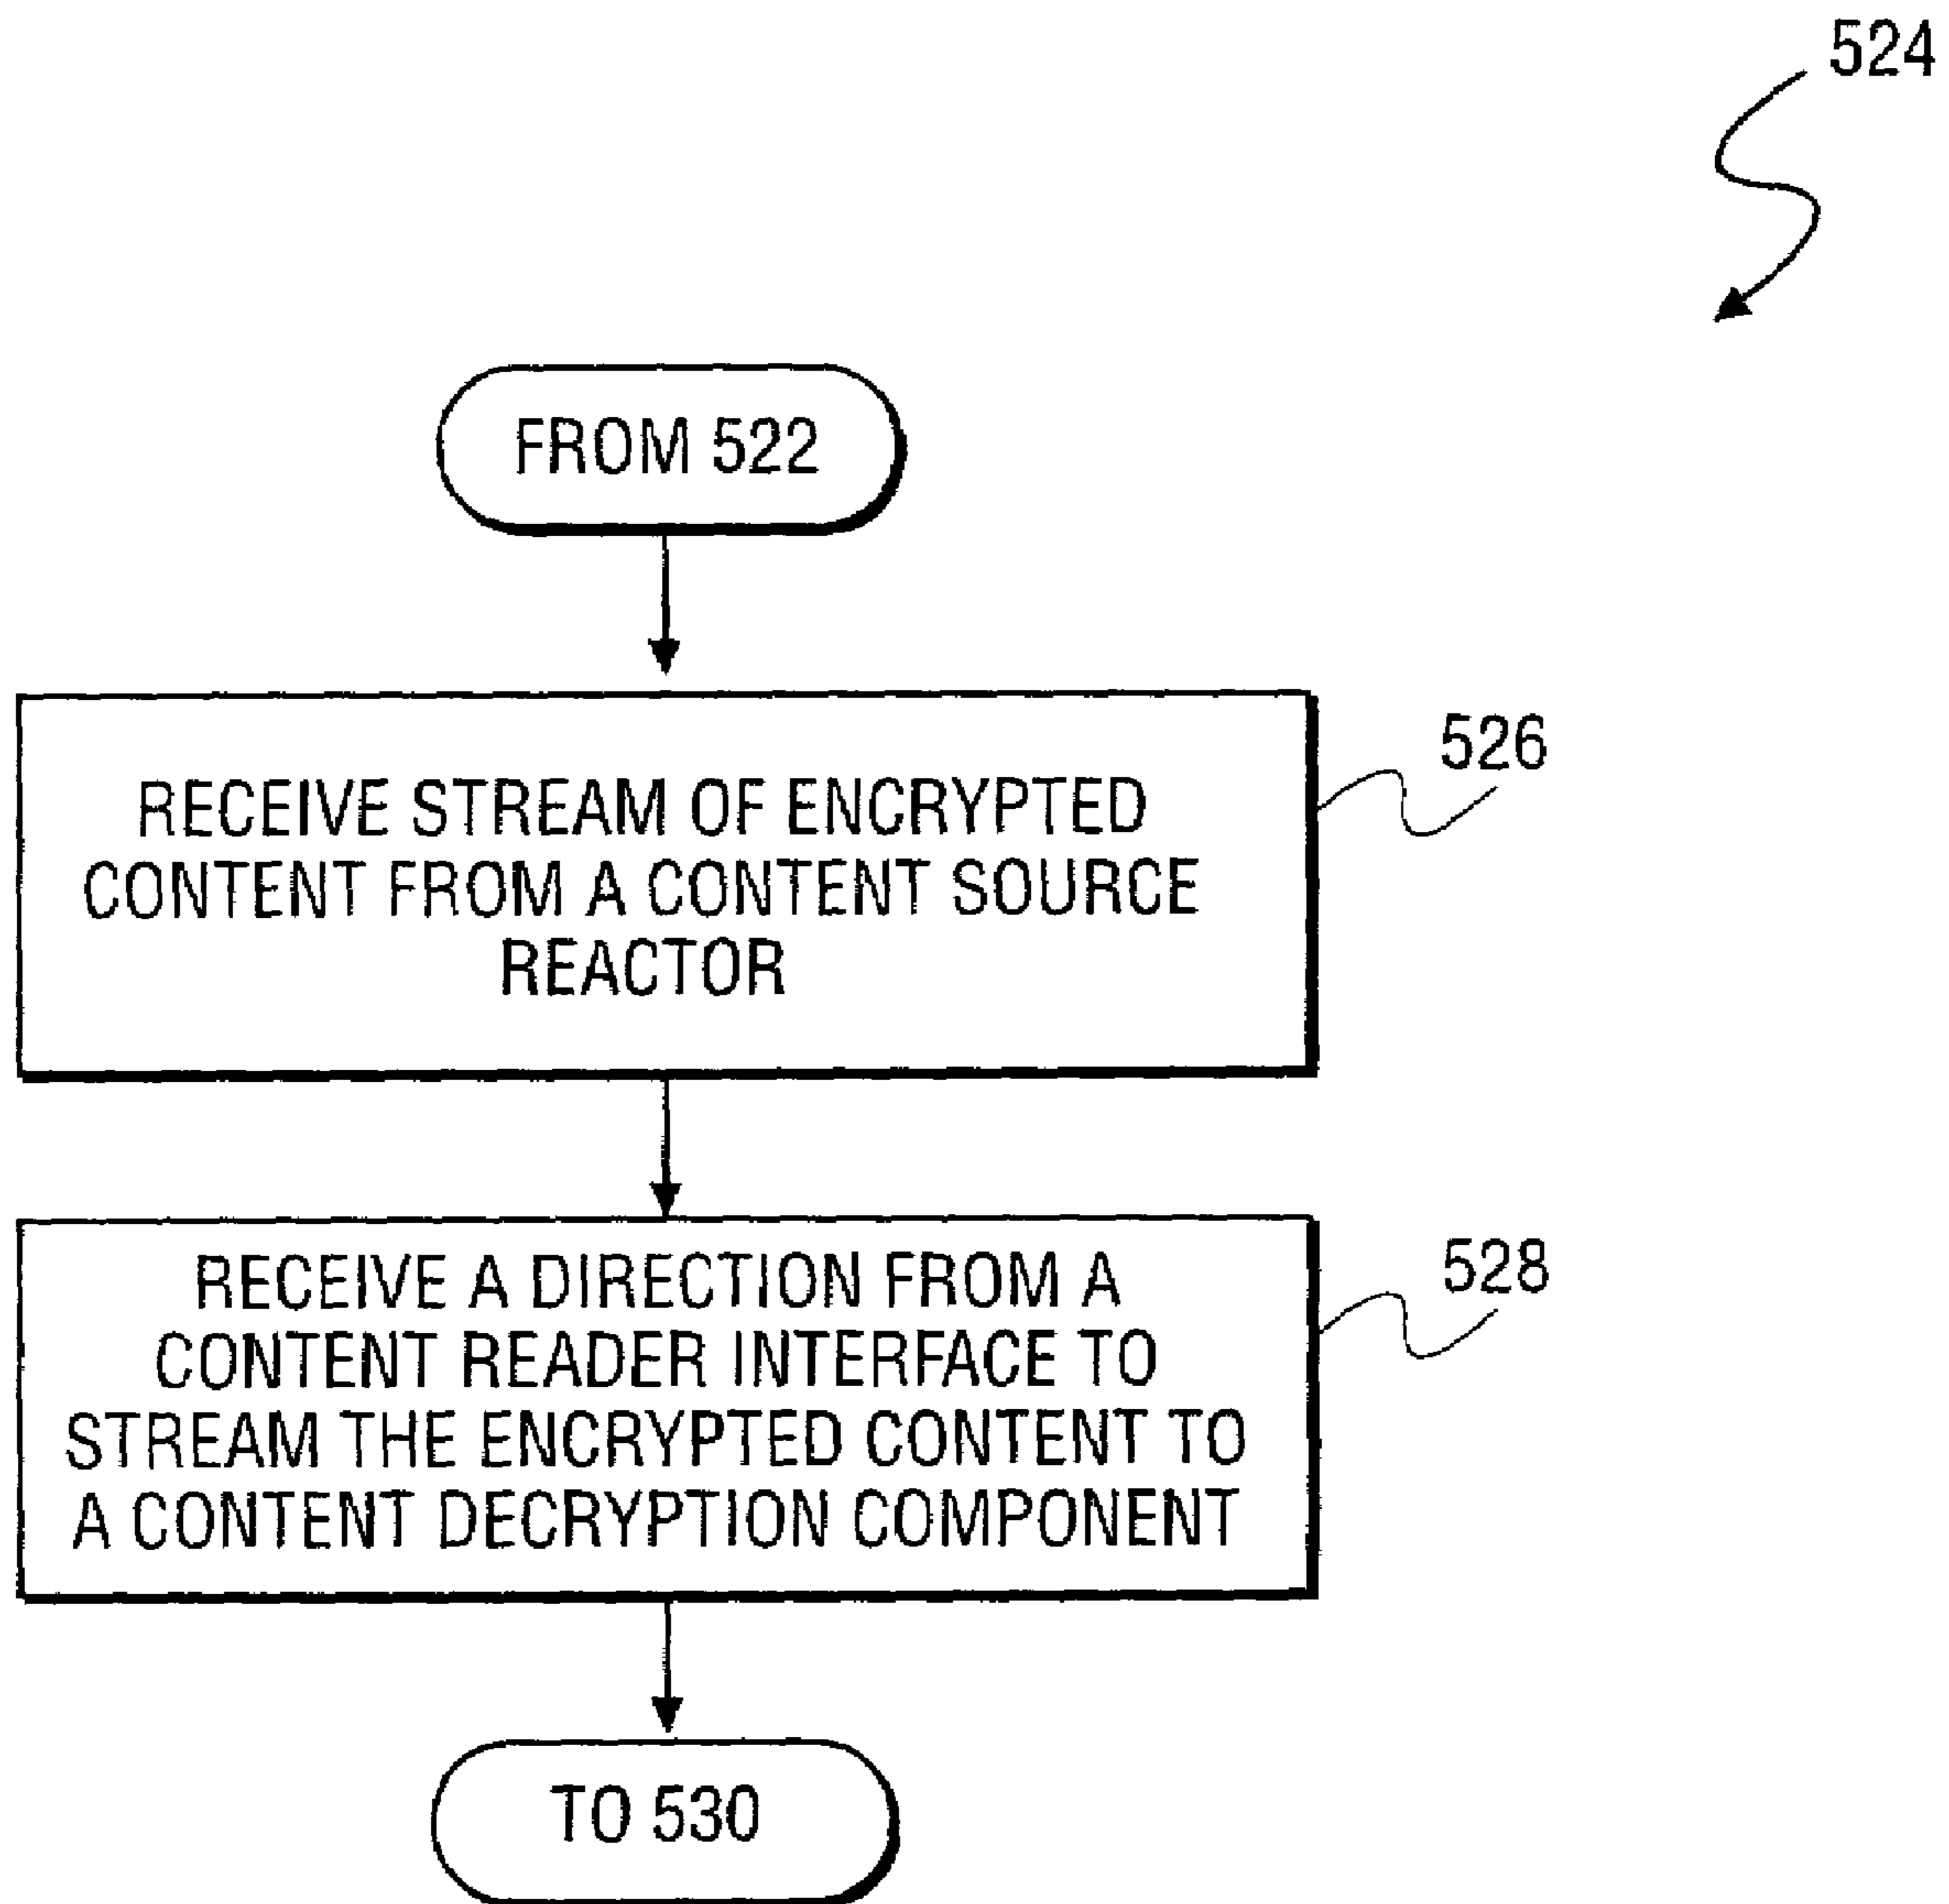 524
FROM 522
526
RECEIVE STREAM OF ENCRYPTED
CONTENT FROM A CONTENT SOURCE
REACTOR
528
RECEIVE A DIRECTION FROM A
CONTENT READER INTERFACE TO
STREAM THE ENCRYPTED CONTENT TO
A CONTENT DECRYPTION COMPONENT
TO 530